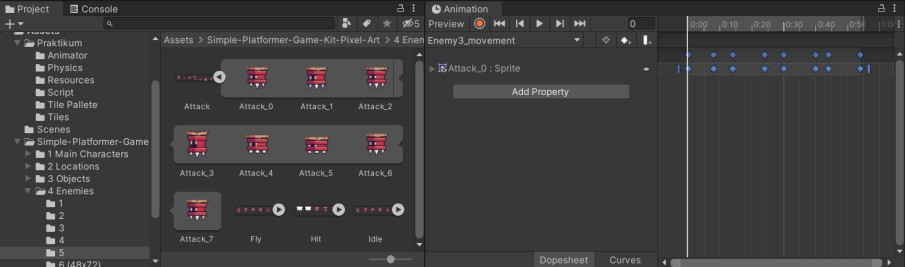 Project
Console
Animation
Preview
0
0:00
0:10
0:20
0:30
0:40
0:50
1:0
5
Assets
Assets > Simple-Platformer-Game-Kit-Pixel-Art > 4 Enem
Enemy3_movement
Praktikum
Animator
Physics
Resources
Script
Tile Pallete
Tiles
Scenes
Simple-Platformer-Game
1 Main Characters
2 Locations
3 Objects
4 Enemies
1
2
3
4
5
6 (48x72)
Attack
Attack_0
Attack_1
Attack_2
Attack_3
Attack_4
Attack_5
Attack_6
Attack_7
Fly
Hit
Idle
Attack_0 : Sprite
Add Property
Dopesheet
Curves